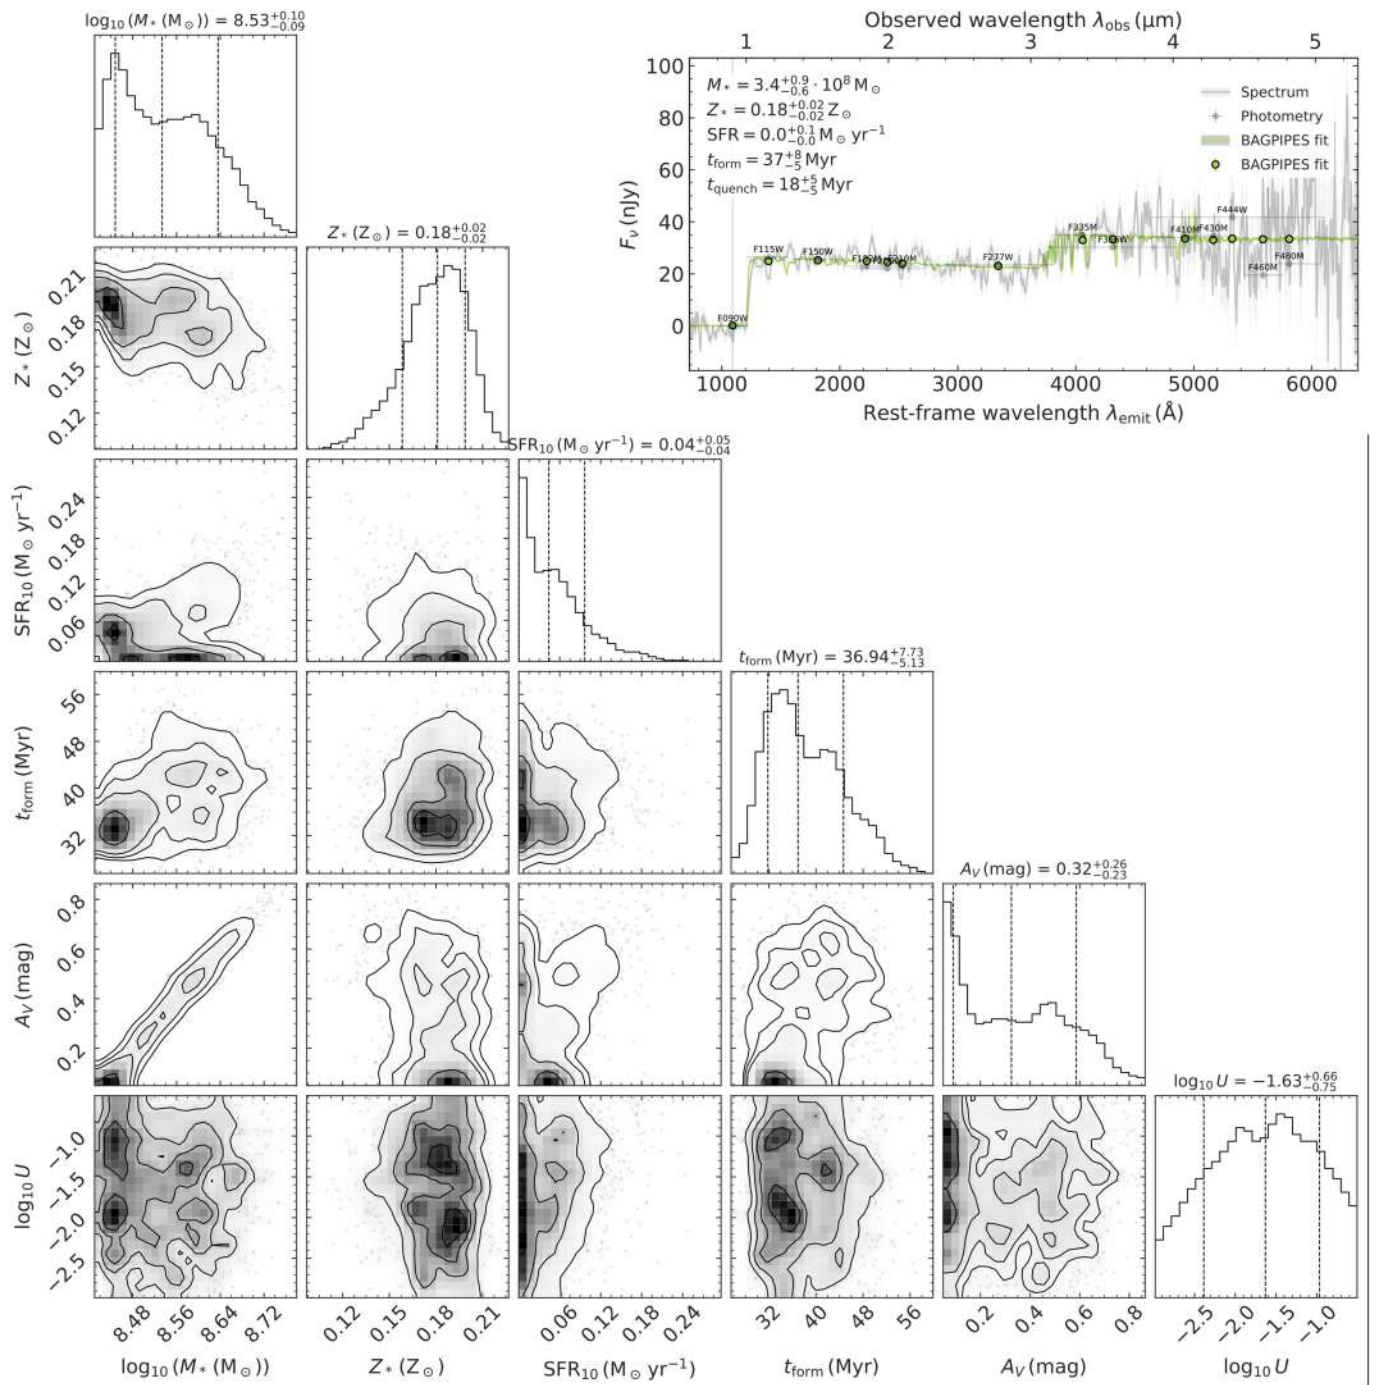 log₁₀(M*(M⊙)) = 8.53 +0.10 −0.09
Observed wavelength λobs (μm)
1 2 3 4 5
M* = 3.4 +0.9 −0.6 · 10⁸ M⊙
Z* = 0.18 +0.02 −0.02 Z⊙
SFR = 0.0 +0.1 −0.0 M⊙ yr⁻¹
tform = 37 +8 −5 Myr
tquench = 18 +5 −5 Myr
Spectrum
Photometry
BAGPIPES fit
BAGPIPES fit
Fν (nJy)
100
80
60
40
20
0
F090W
F115W
F150W
F210M
F277W
F335M
F410M
F430M
F444W
F460M
F480M
1000 2000 3000 4000 5000 6000
Rest-frame wavelength λemit (Å)
Z*(Z⊙) = 0.18 +0.02 −0.02
Z* (Z⊙)
0.21
0.18
0.15
0.12
SFR₁₀ (M⊙ yr⁻¹) = 0.04 +0.05 −0.04
SFR₁₀ (M⊙ yr⁻¹)
0.24
0.18
0.12
0.06
tform (Myr) = 36.94 +7.73 −5.13
tform (Myr)
56
48
40
32
AV (mag) = 0.32 +0.26 −0.23
AV (mag)
0.8
0.6
0.4
0.2
log₁₀ U = −1.63 +0.66 −0.75
log₁₀ U
−1.0
−1.5
−2.0
−2.5
8.48 8.56 8.64 8.72
0.12 0.15 0.18 0.21
0.06 0.12 0.18 0.24
32 40 48 56
0.2 0.4 0.6 0.8
−2.5 −2.0 −1.5 −1.0
log₁₀(M*(M⊙))
Z* (Z⊙)
SFR₁₀ (M⊙ yr⁻¹)
tform (Myr)
AV (mag)
log₁₀ U